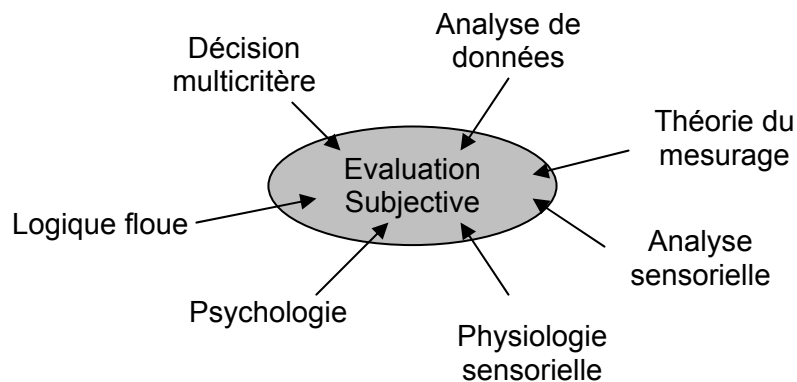 Analyse de
données
Décision
multicritère
Théorie du
mesurage
Evaluation
Subjective
Logique floue
Analyse
sensorielle
Psychologie
Physiologie
sensorielle